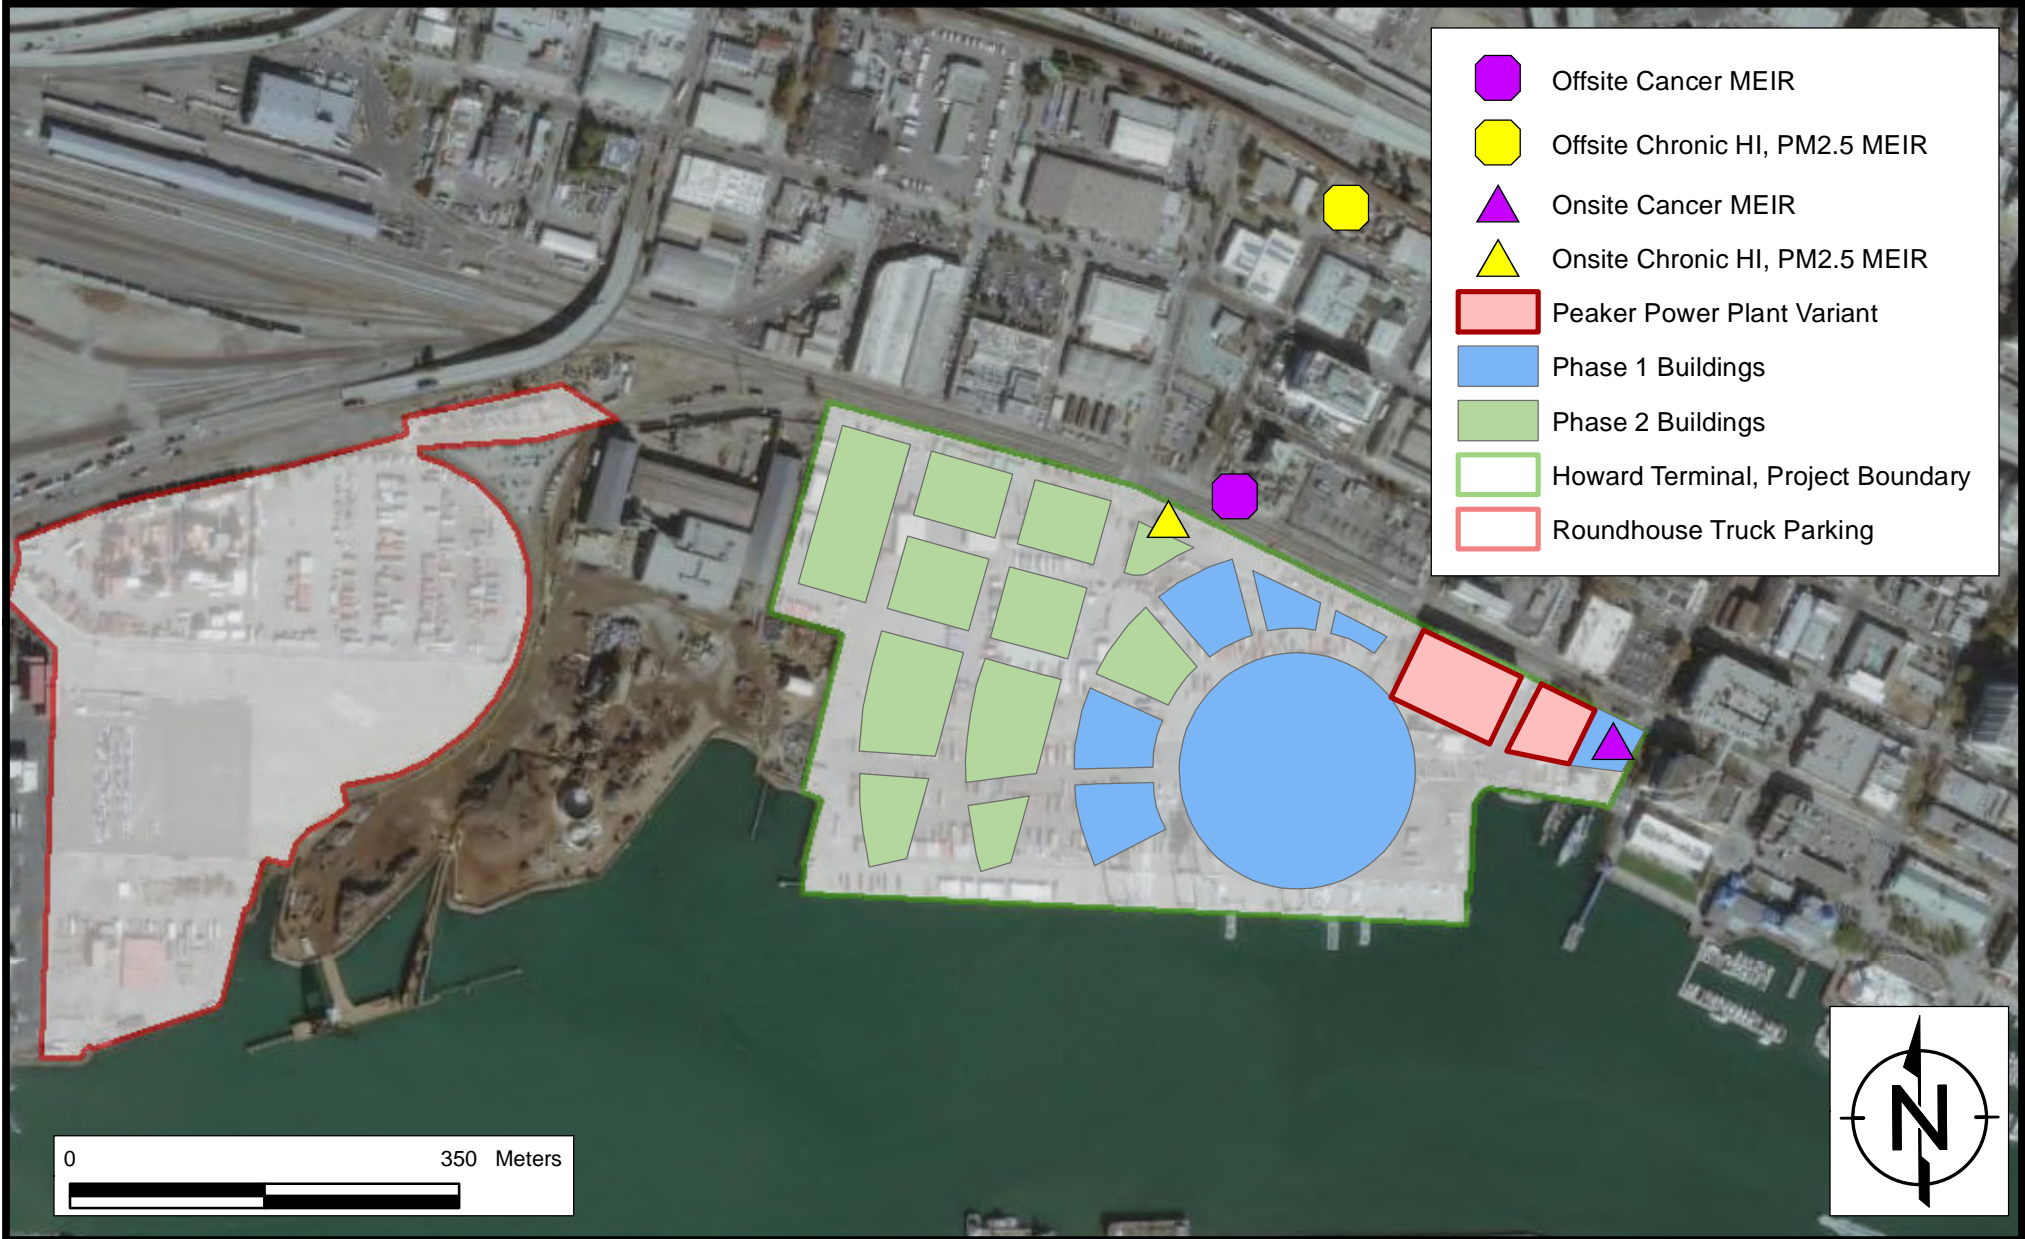 Offsite Cancer MEIR
Offsite Chronic HI, PM2.5 MEIR
Onsite Cancer MEIR
Onsite Chronic HI, PM2.5 MEIR
Peaker Power Plant Variant
Phase 1 Buildings
Phase 2 Buildings
Howard Terminal, Project Boundary
Roundhouse Truck Parking
N
0 350 Meters